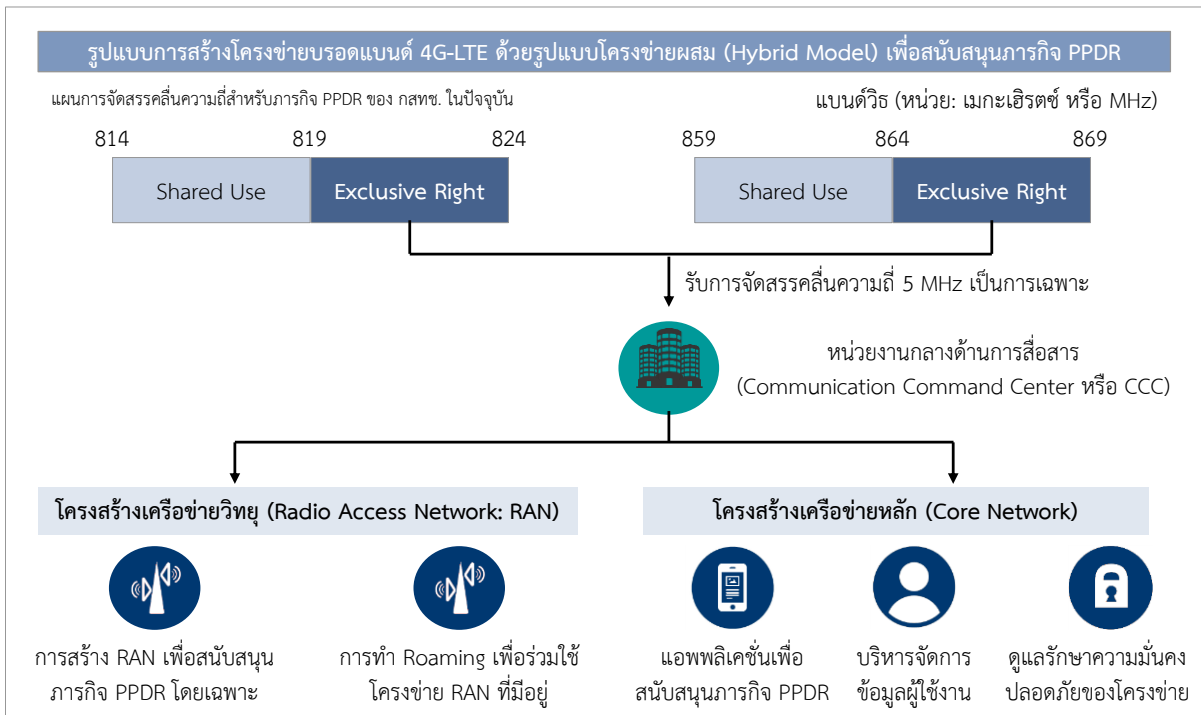 รูปแบบการสร้างโครงข่ายบรอดแบนด์ 4G-LTE ด้วยรูปแบบโครงข่ายผสม (Hybrid Model) เพื่อสนับสนุนภารกิจ PPDR
แผนการจัดสรรคลื่นความถี่สำหรับภารกิจ PPDR ของ กสทช. ในปัจจุบัน
แบนด์วิธ (หน่วย: เมกะเฮิรตซ์ หรือ MHz)
814 819 824 859 864 869
Shared Use Exclusive Right Shared Use Exclusive Right
รับการจัดสรรคลื่นความถี่ 5 MHz เป็นการเฉพาะ
หน่วยงานกลางด้านการสื่อสาร
(Communication Command Center หรือ CCC)
โครงสร้างเครือข่ายวิทยุ (Radio Access Network: RAN)
การสร้าง RAN เพื่อสนับสนุน
ภารกิจ PPDR โดยเฉพาะ
การทำ Roaming เพื่อร่วมใช้
โครงข่าย RAN ที่มีอยู่
โครงสร้างเครือข่ายหลัก (Core Network)
แอพพลิเคชั่นเพื่อ
สนับสนุนภารกิจ PPDR
บริหารจัดการ
ข้อมูลผู้ใช้งาน
ดูแลรักษาความมั่นคง
ปลอดภัยของโครงข่าย